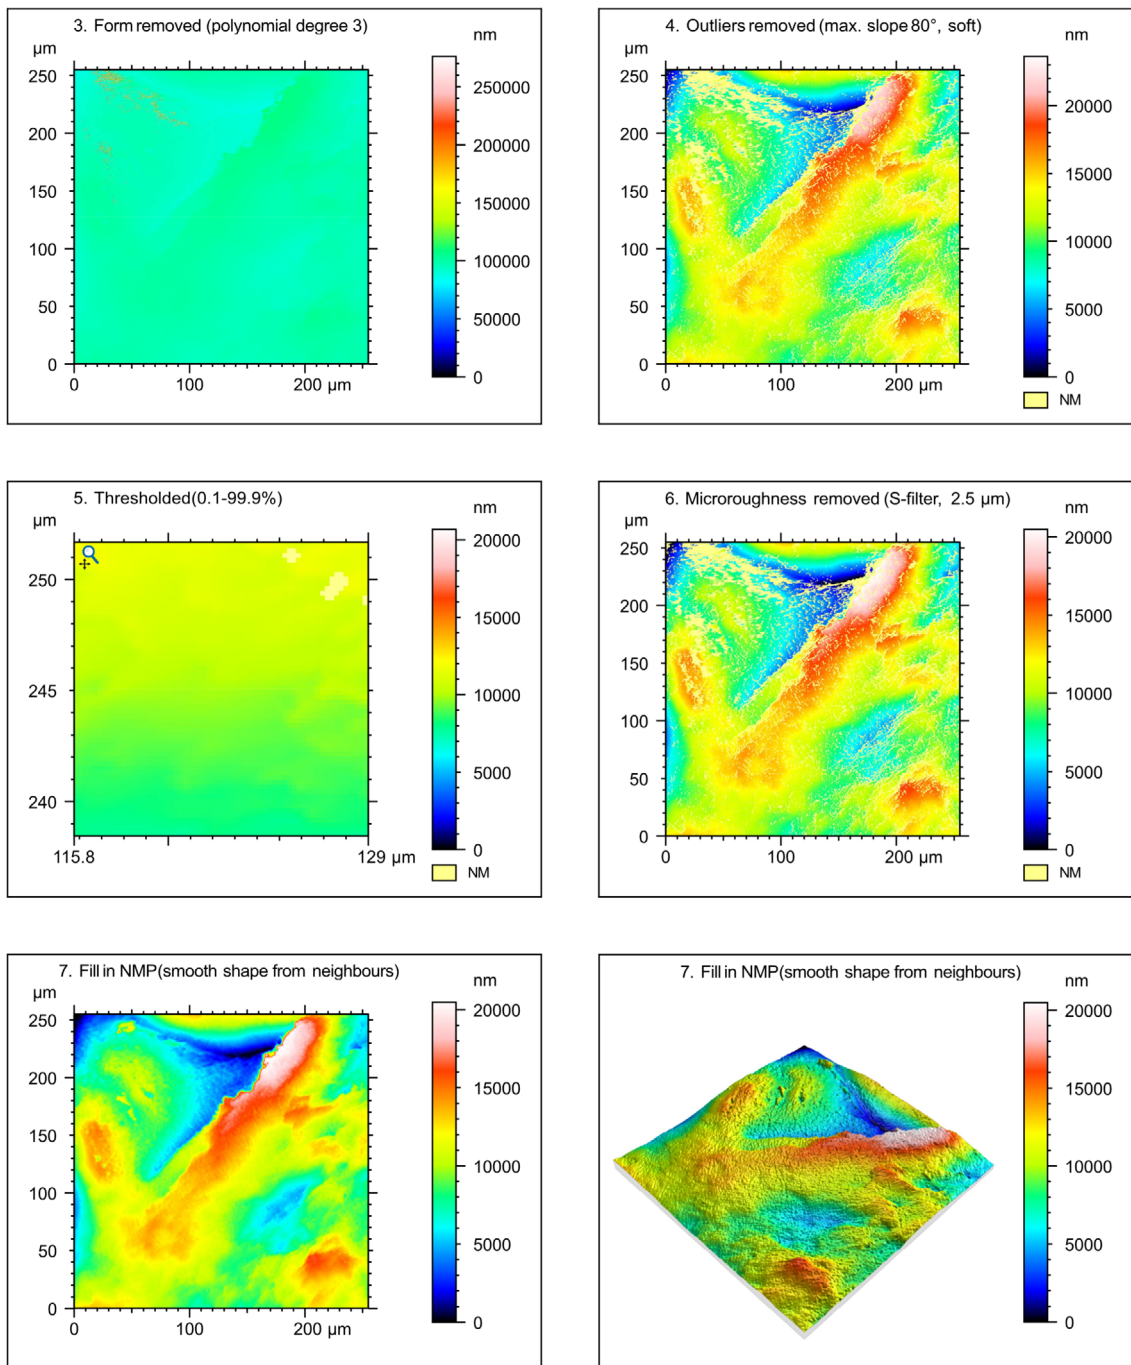 3. Form removed (polynomial degree 3)
nm
µm
250
200
150
100
50
0
0
100
200 µm
250000
200000
150000
100000
50000
0
4. Outliers removed (max. slope 80°, soft)
nm
µm
250
200
150
100
50
0
0
100
200 µm
20000
15000
10000
5000
0
NM
5. Thresholded(0.1-99.9%)
nm
µm
250
245
240
115.8
129 µm
20000
15000
10000
5000
0
NM
6. Microroughness removed (S-filter, 2.5 µm)
nm
µm
250
200
150
100
50
0
0
100
200 µm
20000
15000
10000
5000
0
NM
7. Fill in NMP(smooth shape from neighbours)
nm
µm
250
200
150
100
50
0
0
100
200 µm
20000
15000
10000
5000
0
7. Fill in NMP(smooth shape from neighbours)
nm
20000
15000
10000
5000
0